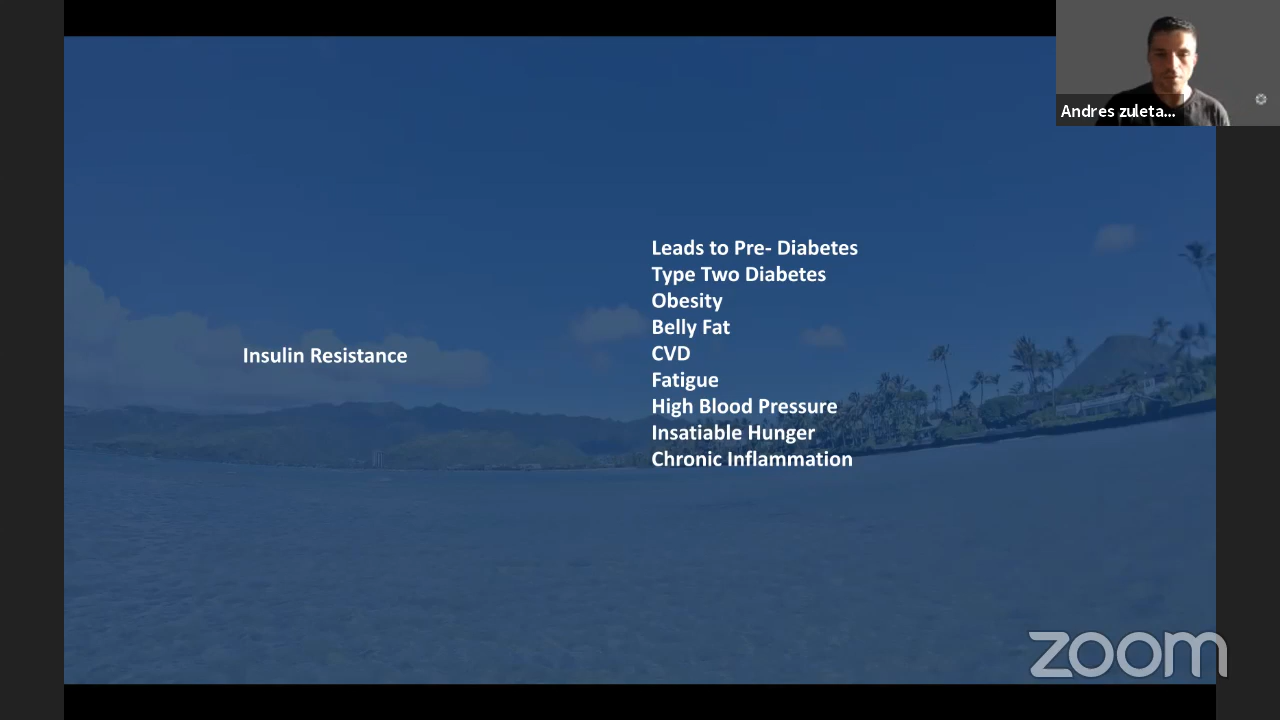 Andres zuleta...
Insulin Resistance
Leads to Pre- Diabetes
Type Two Diabetes
Obesity
Belly Fat
CVD
Fatigue
High Blood Pressure
Insatiable Hunger
Chronic Inflammation
zoom